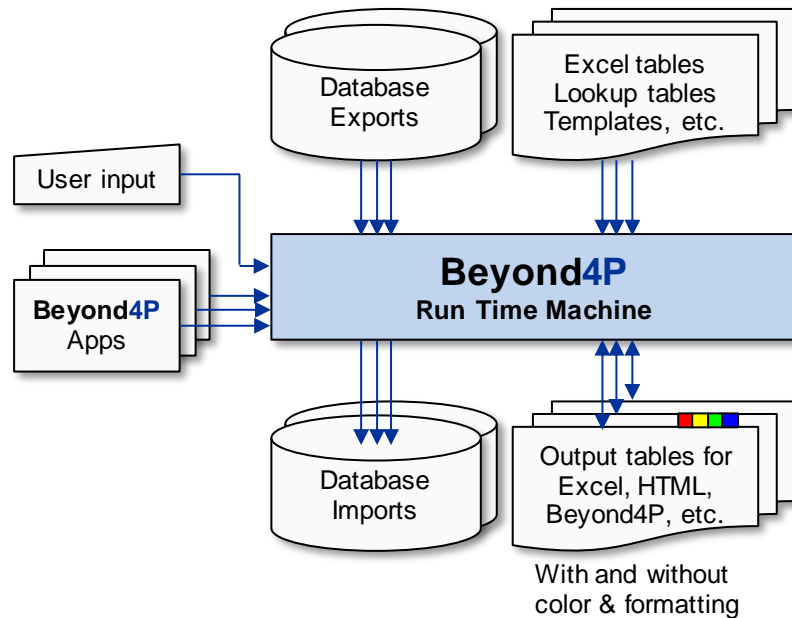 Database
Exports
Excel tables
Lookup tables
Templates, etc.
User input
Beyond4P
Run Time Machine
Beyond4P
Apps
Database
Imports
Output tables for
Excel, HTML,
Beyond4P, etc.
With and without
color & formatting